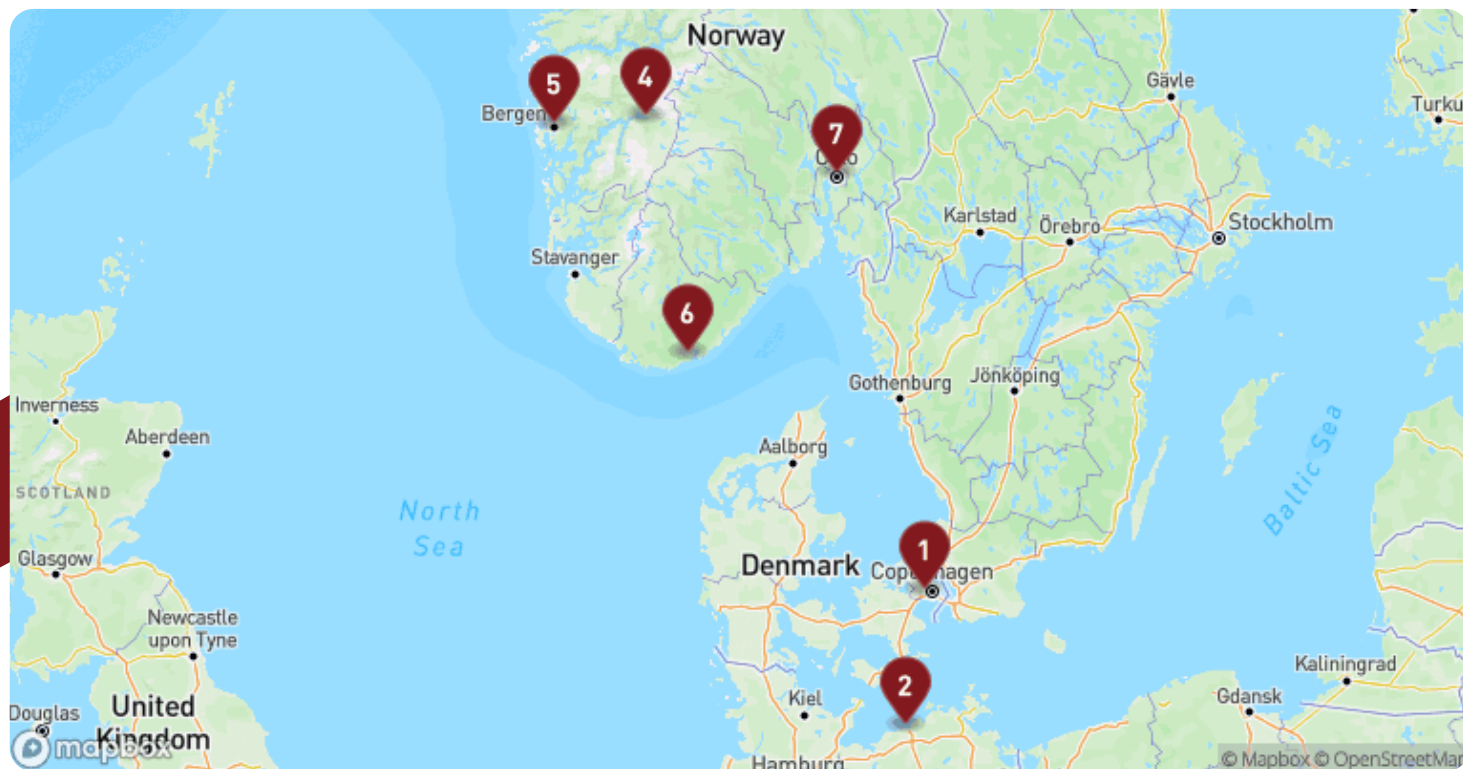 Norway
Gävle
5
4
Bergen
Turku
7
Oslo
Karlstad
Örebro
Stockholm
Stavanger
6
Gothenburg
Jönköping
Inverness
Aberdeen
Aalborg
SCOTLAND
North
Sea
Baltic Sea
1
Glasgow
Denmark
Copenhagen
Newcastle
upon Tyne
Kaliningrad
2
Kiel
Gdansk
United
Kingdom
Douglas
mapbox
Hamburg
© Mapbox © OpenStreetMap